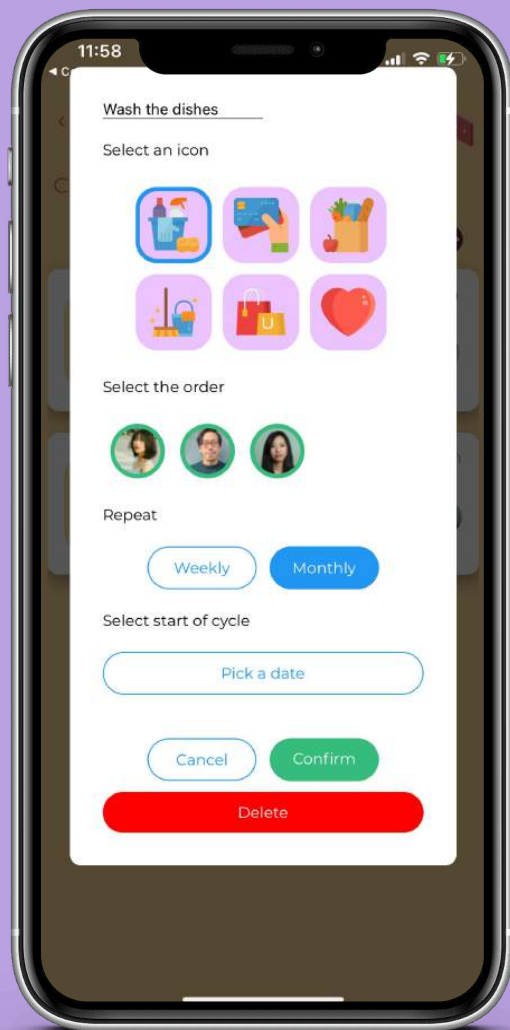 11:58
Wash the dishes
Select an icon
U
Select the order
Repeat
Weekly Monthly
Select start of cycle
Pick a date
Cancel Confirm
Delete